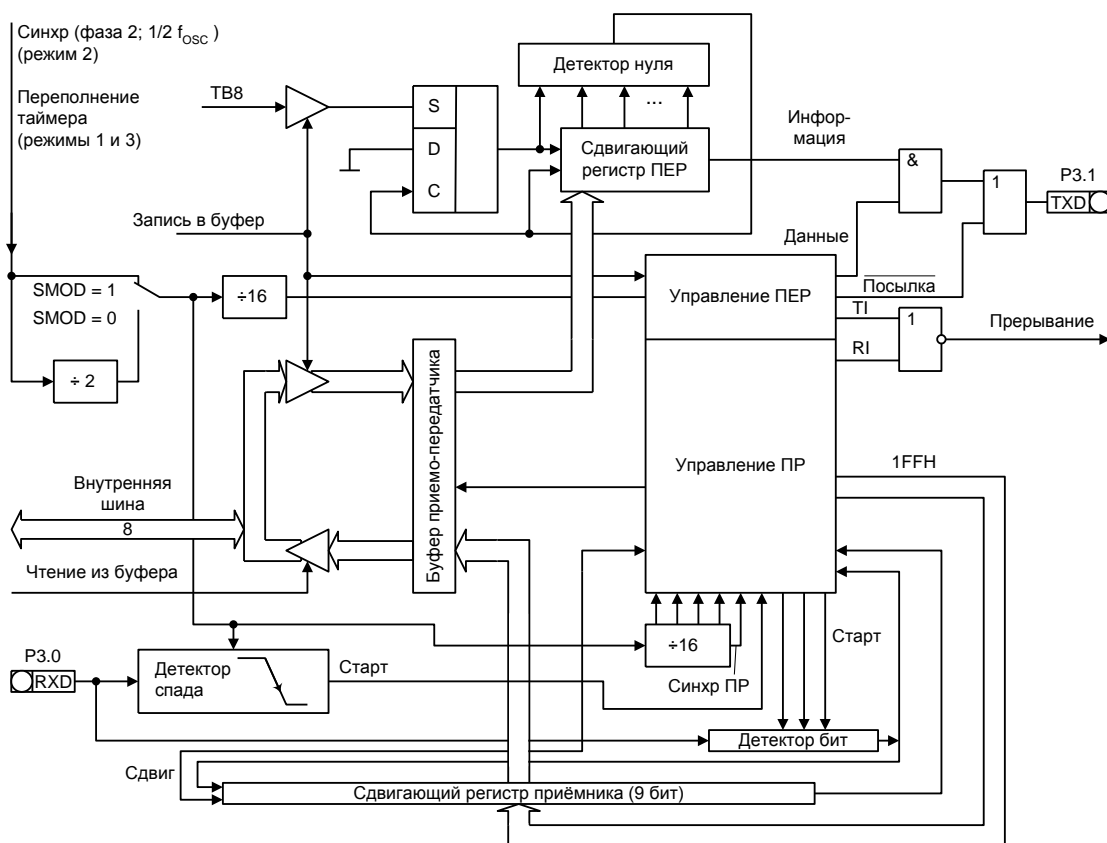 Синхр (фаза 2; 1/2 fOSC )
(режим 2)
Переполнение
таймера
(режимы 1 и 3)
TB8
S
D
C
Детектор нуля
...
Сдвигающий
регистр ПЕР
Инфор-
мация
&
1
P3.1
TXD
Запись в буфер
Данные
Посылка
SMOD = 1
SMOD = 0
÷16
÷ 2
Управление ПЕР
TI
RI
1
Прерывание
Буфер приемо-передатчика
Управление ПР
1FFH
Внутренняя
шина
8
Чтение из буфера
÷16
Старт
Синхр ПР
P3.0
RXD
Детектор
спада
Старт
Детектор бит
Сдвиг
Сдвигающий регистр приёмника (9 бит)